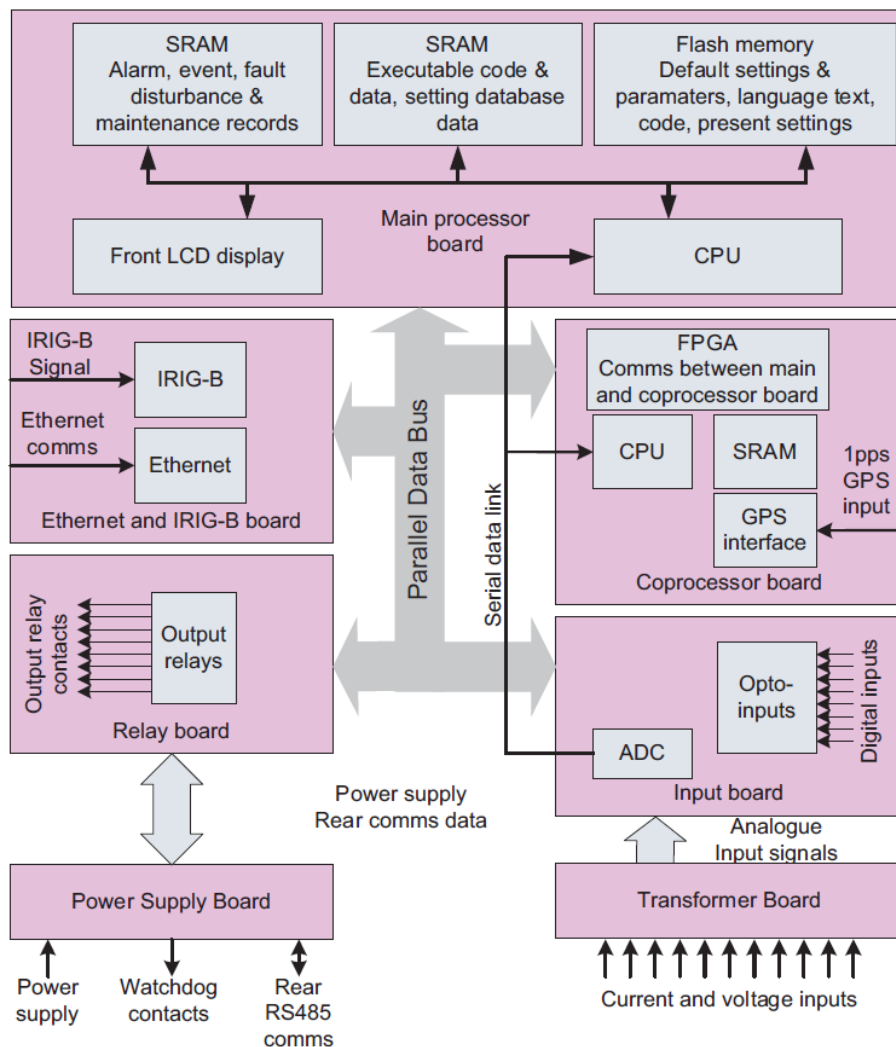 SRAM
Alarm, event, fault
disturbance &
maintenance records
SRAM
Executable code &
data, setting database
data
Flash memory
Default settings &
paramaters, language text,
code, present settings
Front LCD display
Main processor
board
CPU
IRIG-B
Signal
IRIG-B
Ethernet
comms
Ethernet
Ethernet and IRIG-B board
Parallel Data Bus
Serial data link
FPGA
Comms between main
and coprocessor board
CPU
SRAM
1pps
GPS
input
GPS
interface
Coprocessor board
Output relay
contacts
Output
relays
Relay board
Opto-
inputs
Digital inputs
ADC
Input board
Power supply
Rear comms data
Analogue
Input signals
Power Supply Board
Transformer Board
Power
supply
Watchdog
contacts
Rear
RS485
comms
Current and voltage inputs